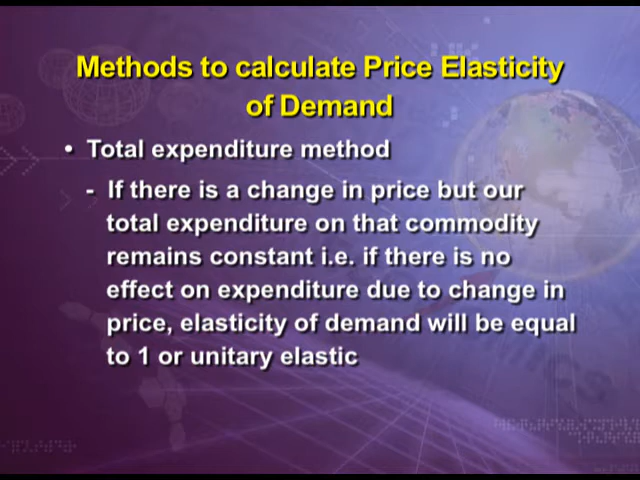 Methods to calculate Price Elasticity
of Demand
• Total expenditure method
- If there is a change in price but our
total expenditure on that commodity
remains constant i.e. if there is no
effect on expenditure due to change in
price, elasticity of demand will be equal
to 1 or unitary elastic